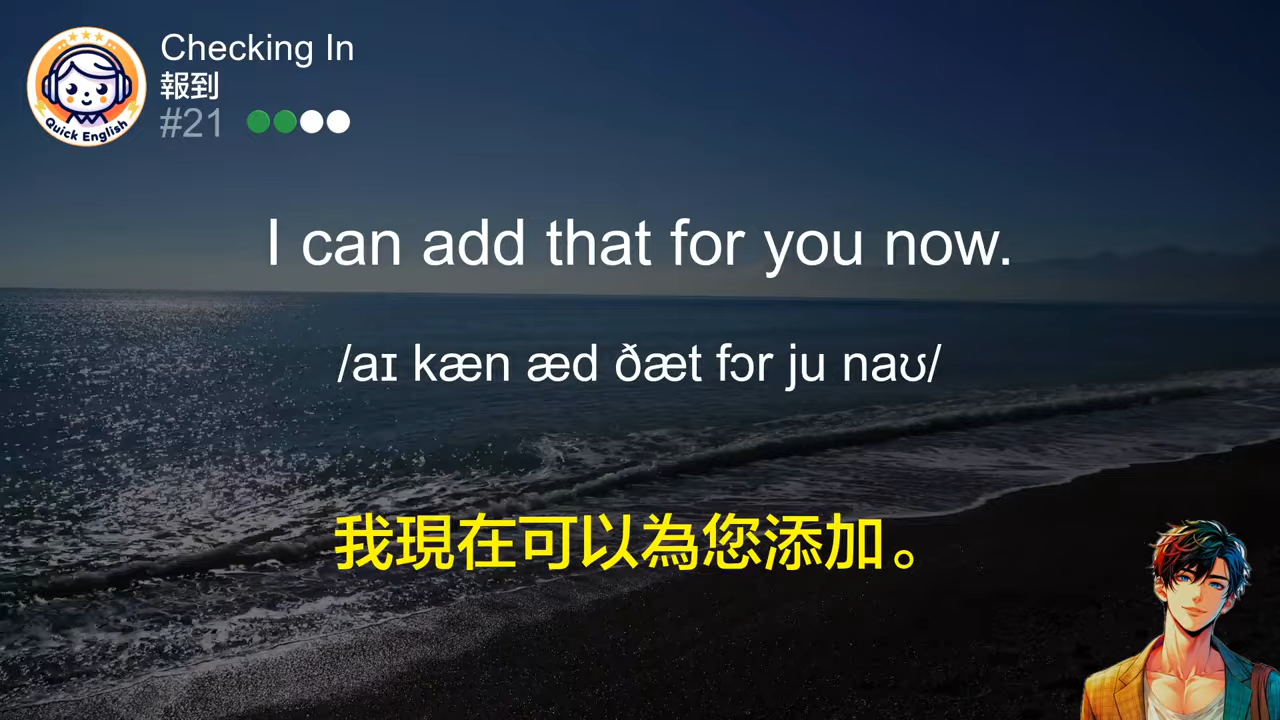 Quick English
Checking In
報到
#21
I can add that for you now.
/aɪ kæn æd ðæt fɔr ju naʊ/
我現在可以為您添加。